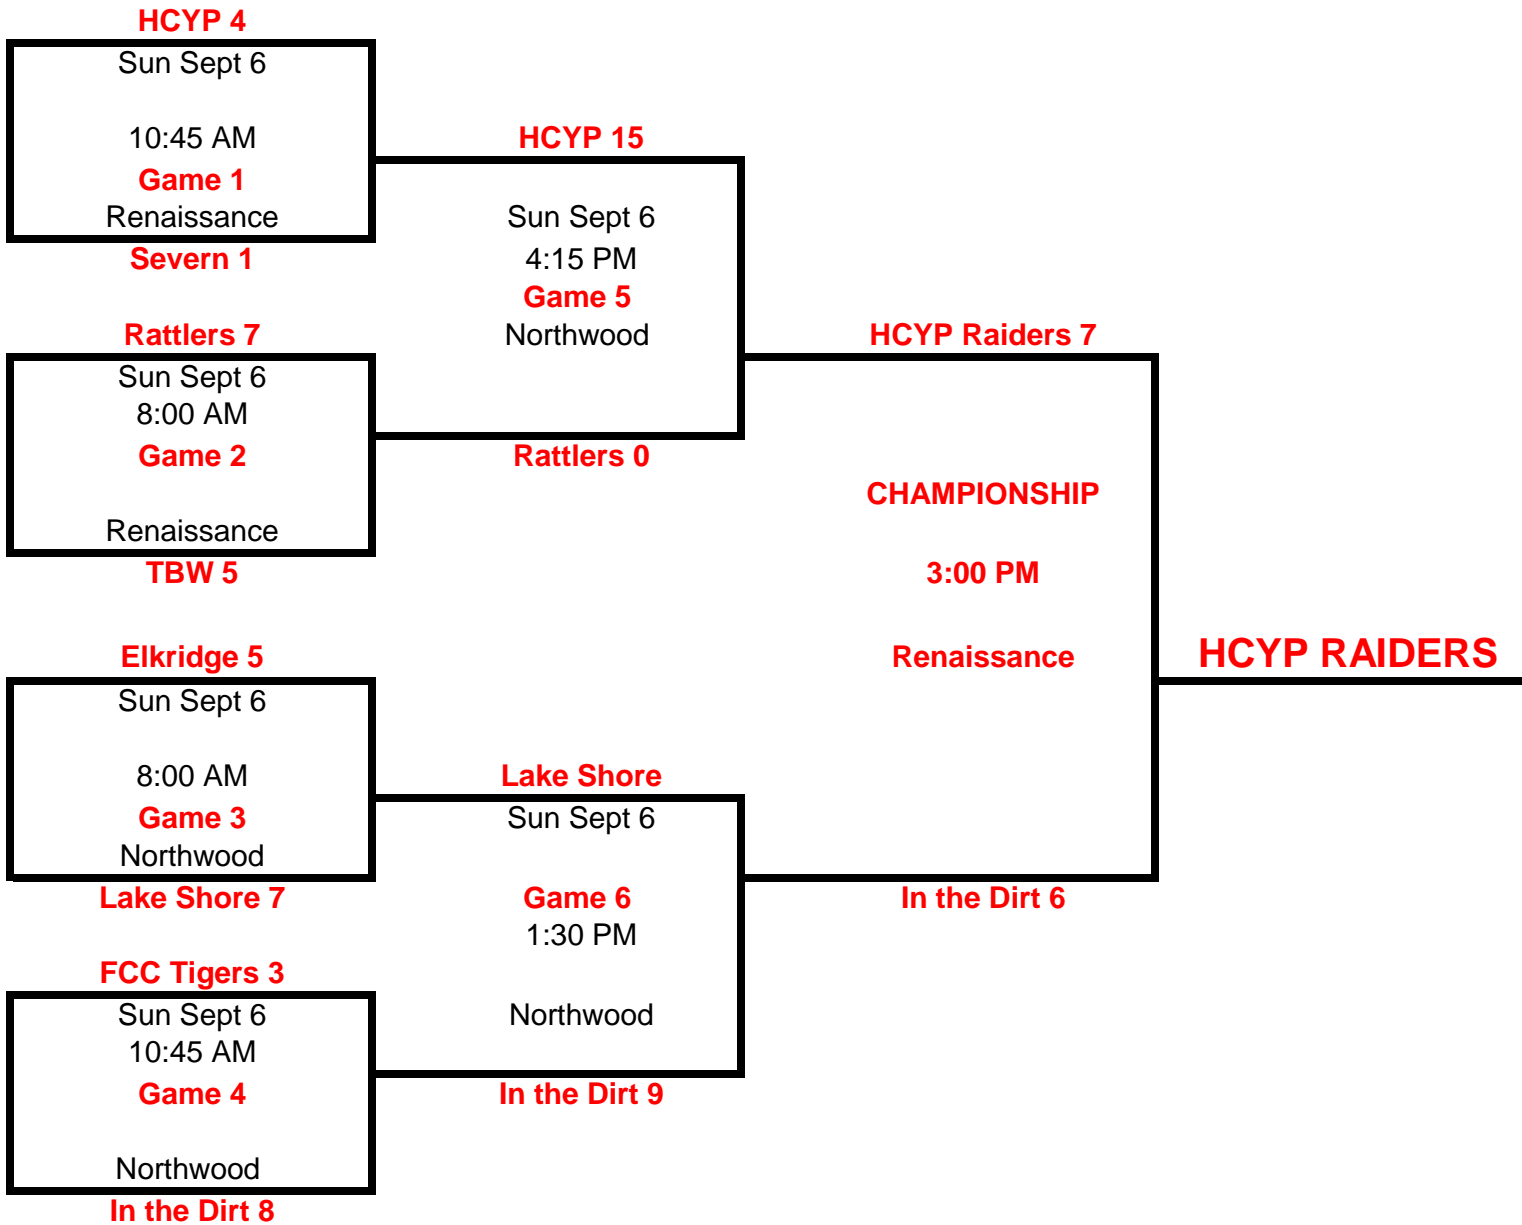 HCYP 4
Sun Sept 6
10:45 AM
Game 1
Renaissance
Severn 1
Rattlers 7
Sun Sept 6
8:00 AM
Game 2
Renaissance
TBW 5
Elkridge 5
Sun Sept 6
8:00 AM
Game 3
Northwood
Lake Shore 7
FCC Tigers 3
Sun Sept 6
10:45 AM
Game 4
Northwood
In the Dirt 8
HCYP 15
Sun Sept 6
4:15 PM
Game 5
Northwood
Rattlers 0
Lake Shore
Sun Sept 6
Game 6
1:30 PM
Northwood
In the Dirt 9
HCYP Raiders 7
CHAMPIONSHIP
3:00 PM
Renaissance
In the Dirt 6
HCYP RAIDERS